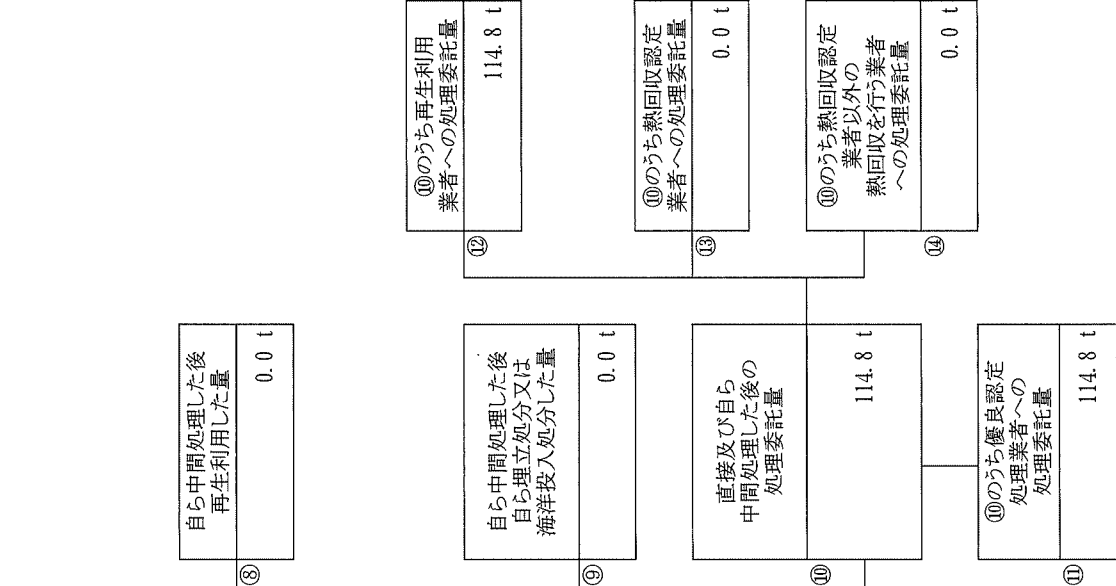 ⑧
自ら中間処理した後
再生利用した量
0.0 t
⑨
自ら中間処理した後
自ら埋立処分又は
海洋投入処分した量
0.0 t
⑩
直接及び自ら
中間処理した後の
処理委託量
114.8 t
⑪
⑩のうち優良認定
処理業者への
処理委託量
114.8 t
⑫
⑩のうち再生利用
業者への処理委託量
114.8 t
⑬
⑩のうち熱回収認定
業者への処理委託量
0.0 t
⑭
⑩のうち熱回収認定
業者以外の
熱回収を行う業者
への処理委託量
0.0 t